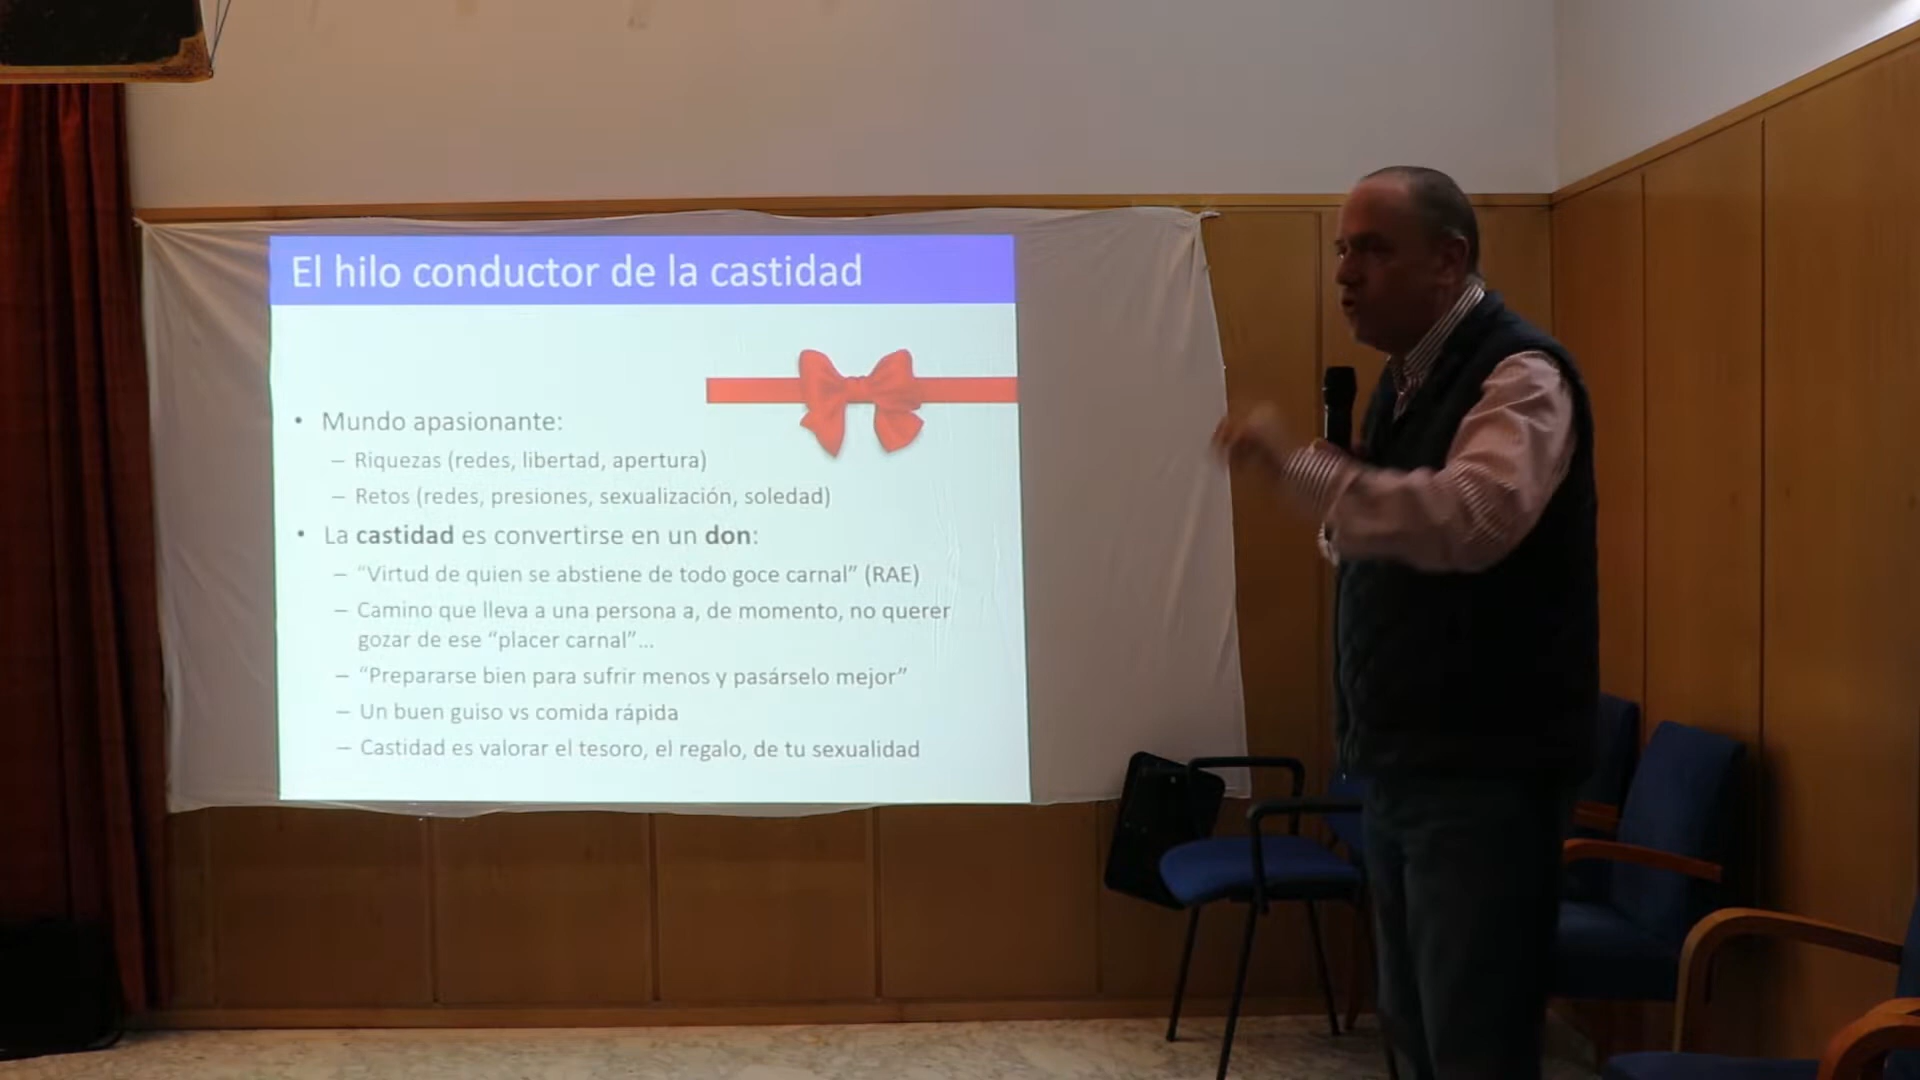 El hilo conductor de la castidad
• Mundo apasionante:
– Riquezas (redes, libertad, apertura)
– Retos (redes, presiones, sexualización, soledad)
• La castidad es convertirse en un don:
– “Virtud de quien se abstiene de todo goce carnal” (RAE)
– Camino que lleva a una persona a, de momento, no querer
gozar de ese “placer carnal”...
– “Prepararse bien para sufrir menos y pasárselo mejor”
– Un buen guiso vs comida rápida
– Castidad es valorar el tesoro, el regalo, de tu sexualidad